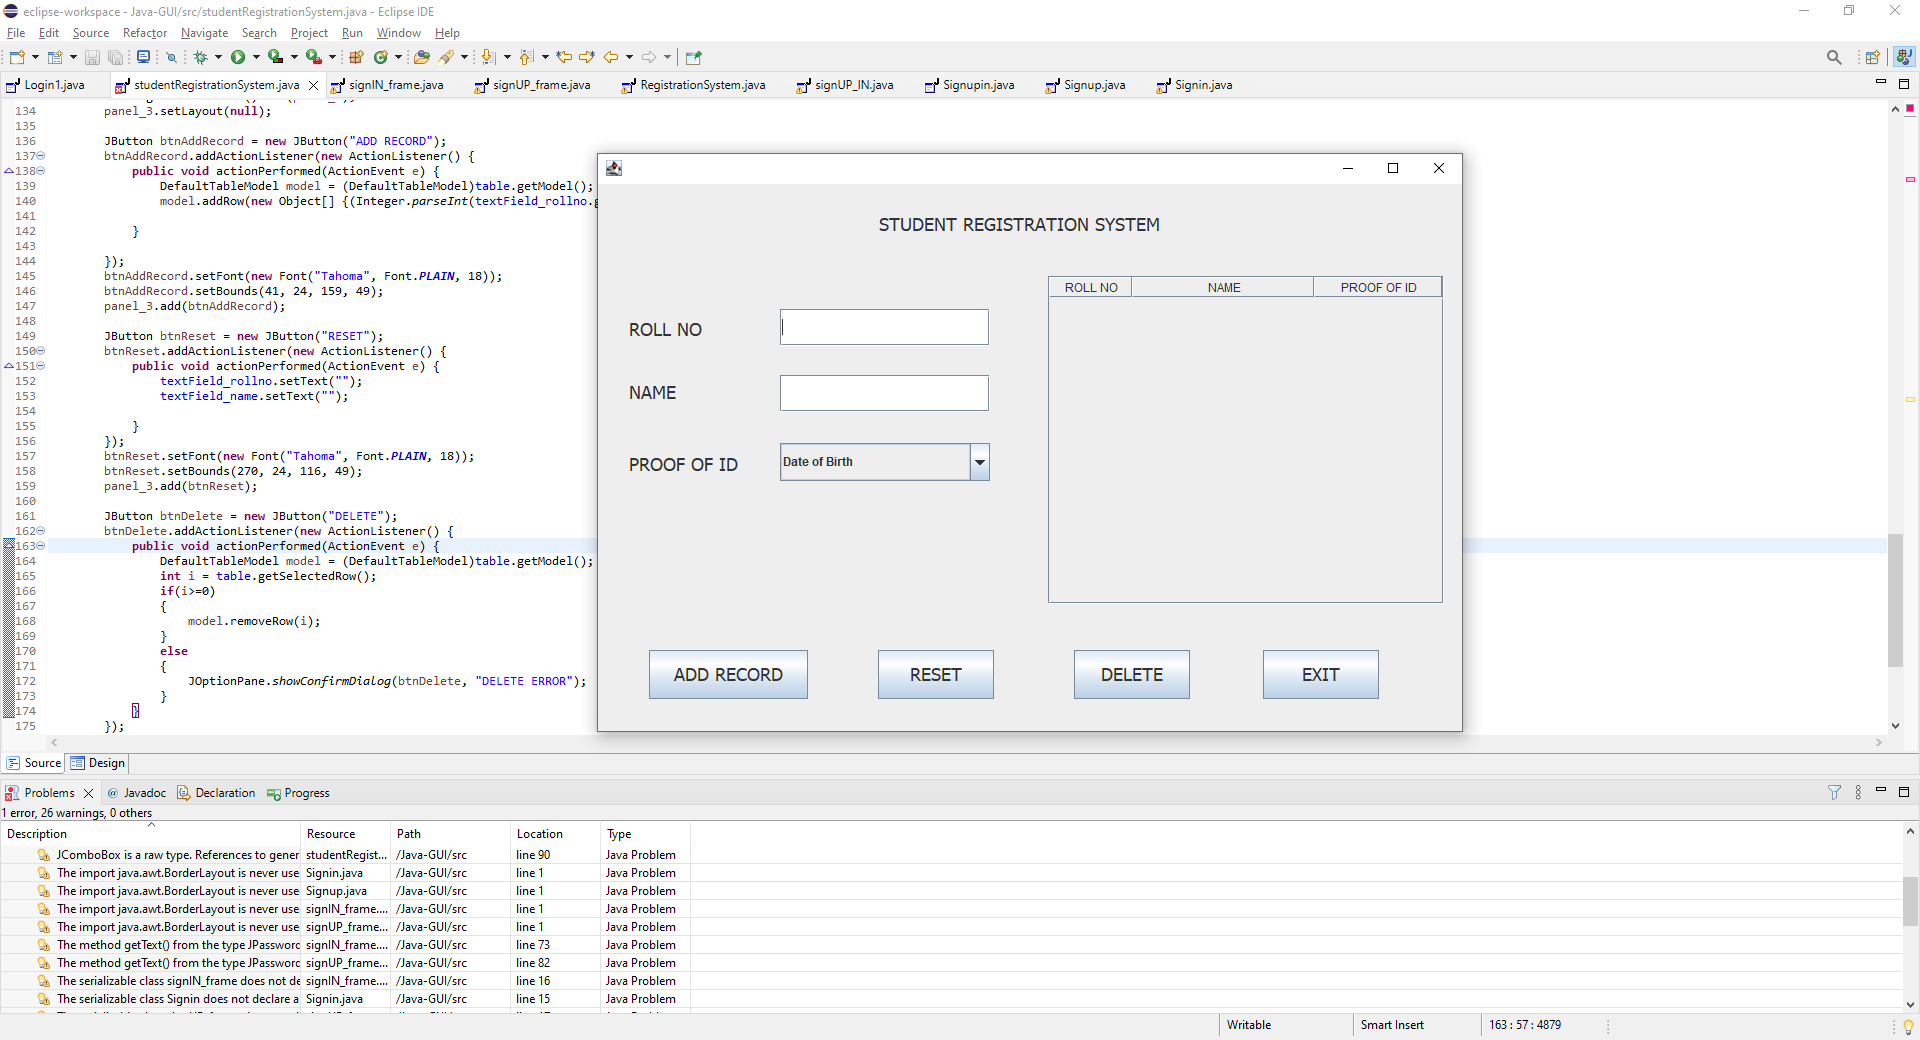 eclipse-workspace - Java-GUI/src/studentRegistrationSystem.java - Eclipse IDE
File Edit Source Refactor Navigate Search Project Run Window Help
Login1.java studentRegistrationSystem.java signIN_frame.java signUP_frame.java RegistrationSystem.java signUP_IN.java Signupin.java Signup.java Signin.java
134 panel_3.setLayout(null);
135
136 JButton btnAddRecord = new JButton("ADD RECORD");
137 btnAddRecord.addActionListener(new ActionListener() {
138 public void actionPerformed(ActionEvent e) {
139 DefaultTableModel model = (DefaultTableModel)table.getModel();
140 model.addRow(new Object[] {(Integer.parseInt(textField_rollno.g
141
142 }
143
144 });
145 btnAddRecord.setFont(new Font("Tahoma", Font.PLAIN, 18));
146 btnAddRecord.setBounds(41, 24, 159, 49);
147 panel_3.add(btnAddRecord);
148
149 JButton btnReset = new JButton("RESET");
150 btnReset.addActionListener(new ActionListener() {
151 public void actionPerformed(ActionEvent e) {
152 textField_rollno.setText("");
153 textField_name.setText("");
154
155 }
156 });
157 btnReset.setFont(new Font("Tahoma", Font.PLAIN, 18));
158 btnReset.setBounds(270, 24, 116, 49);
159 panel_3.add(btnReset);
160
161 JButton btnDelete = new JButton("DELETE");
162 btnDelete.addActionListener(new ActionListener() {
163 public void actionPerformed(ActionEvent e) {
164 DefaultTableModel model = (DefaultTableModel)table.getModel();
165 int i = table.getSelectedRow();
166 if(i>=0)
167 {
168 model.removeRow(i);
169 }
170 else
171 {
172 JOptionPane.showConfirmDialog(btnDelete, "DELETE ERROR");
173 }
174 }
175 });
STUDENT REGISTRATION SYSTEM
ROLL NO NAME PROOF OF ID
ROLL NO
NAME
PROOF OF ID Date of Birth
ADD RECORD RESET DELETE EXIT
Source Design
Problems @ Javadoc Declaration Progress
1 error, 26 warnings, 0 others
Description Resource Path Location Type
JComboBox is a raw type. References to gener studentRegist... /Java-GUI/src line 90 Java Problem
The import java.awt.BorderLayout is never use Signin.java /Java-GUI/src line 1 Java Problem
The import java.awt.BorderLayout is never use Signup.java /Java-GUI/src line 1 Java Problem
The import java.awt.BorderLayout is never use signIN_frame.... /Java-GUI/src line 1 Java Problem
The import java.awt.BorderLayout is never use signUP_frame... /Java-GUI/src line 1 Java Problem
The method getText() from the type JPassword signIN_frame.... /Java-GUI/src line 73 Java Problem
The method getText() from the type JPassword signUP_frame... /Java-GUI/src line 82 Java Problem
The serializable class signIN_frame does not de signIN_frame.... /Java-GUI/src line 16 Java Problem
The serializable class Signin does not declare a Signin.java /Java-GUI/src line 15 Java Problem
Writable Smart Insert 163 : 57 : 4879